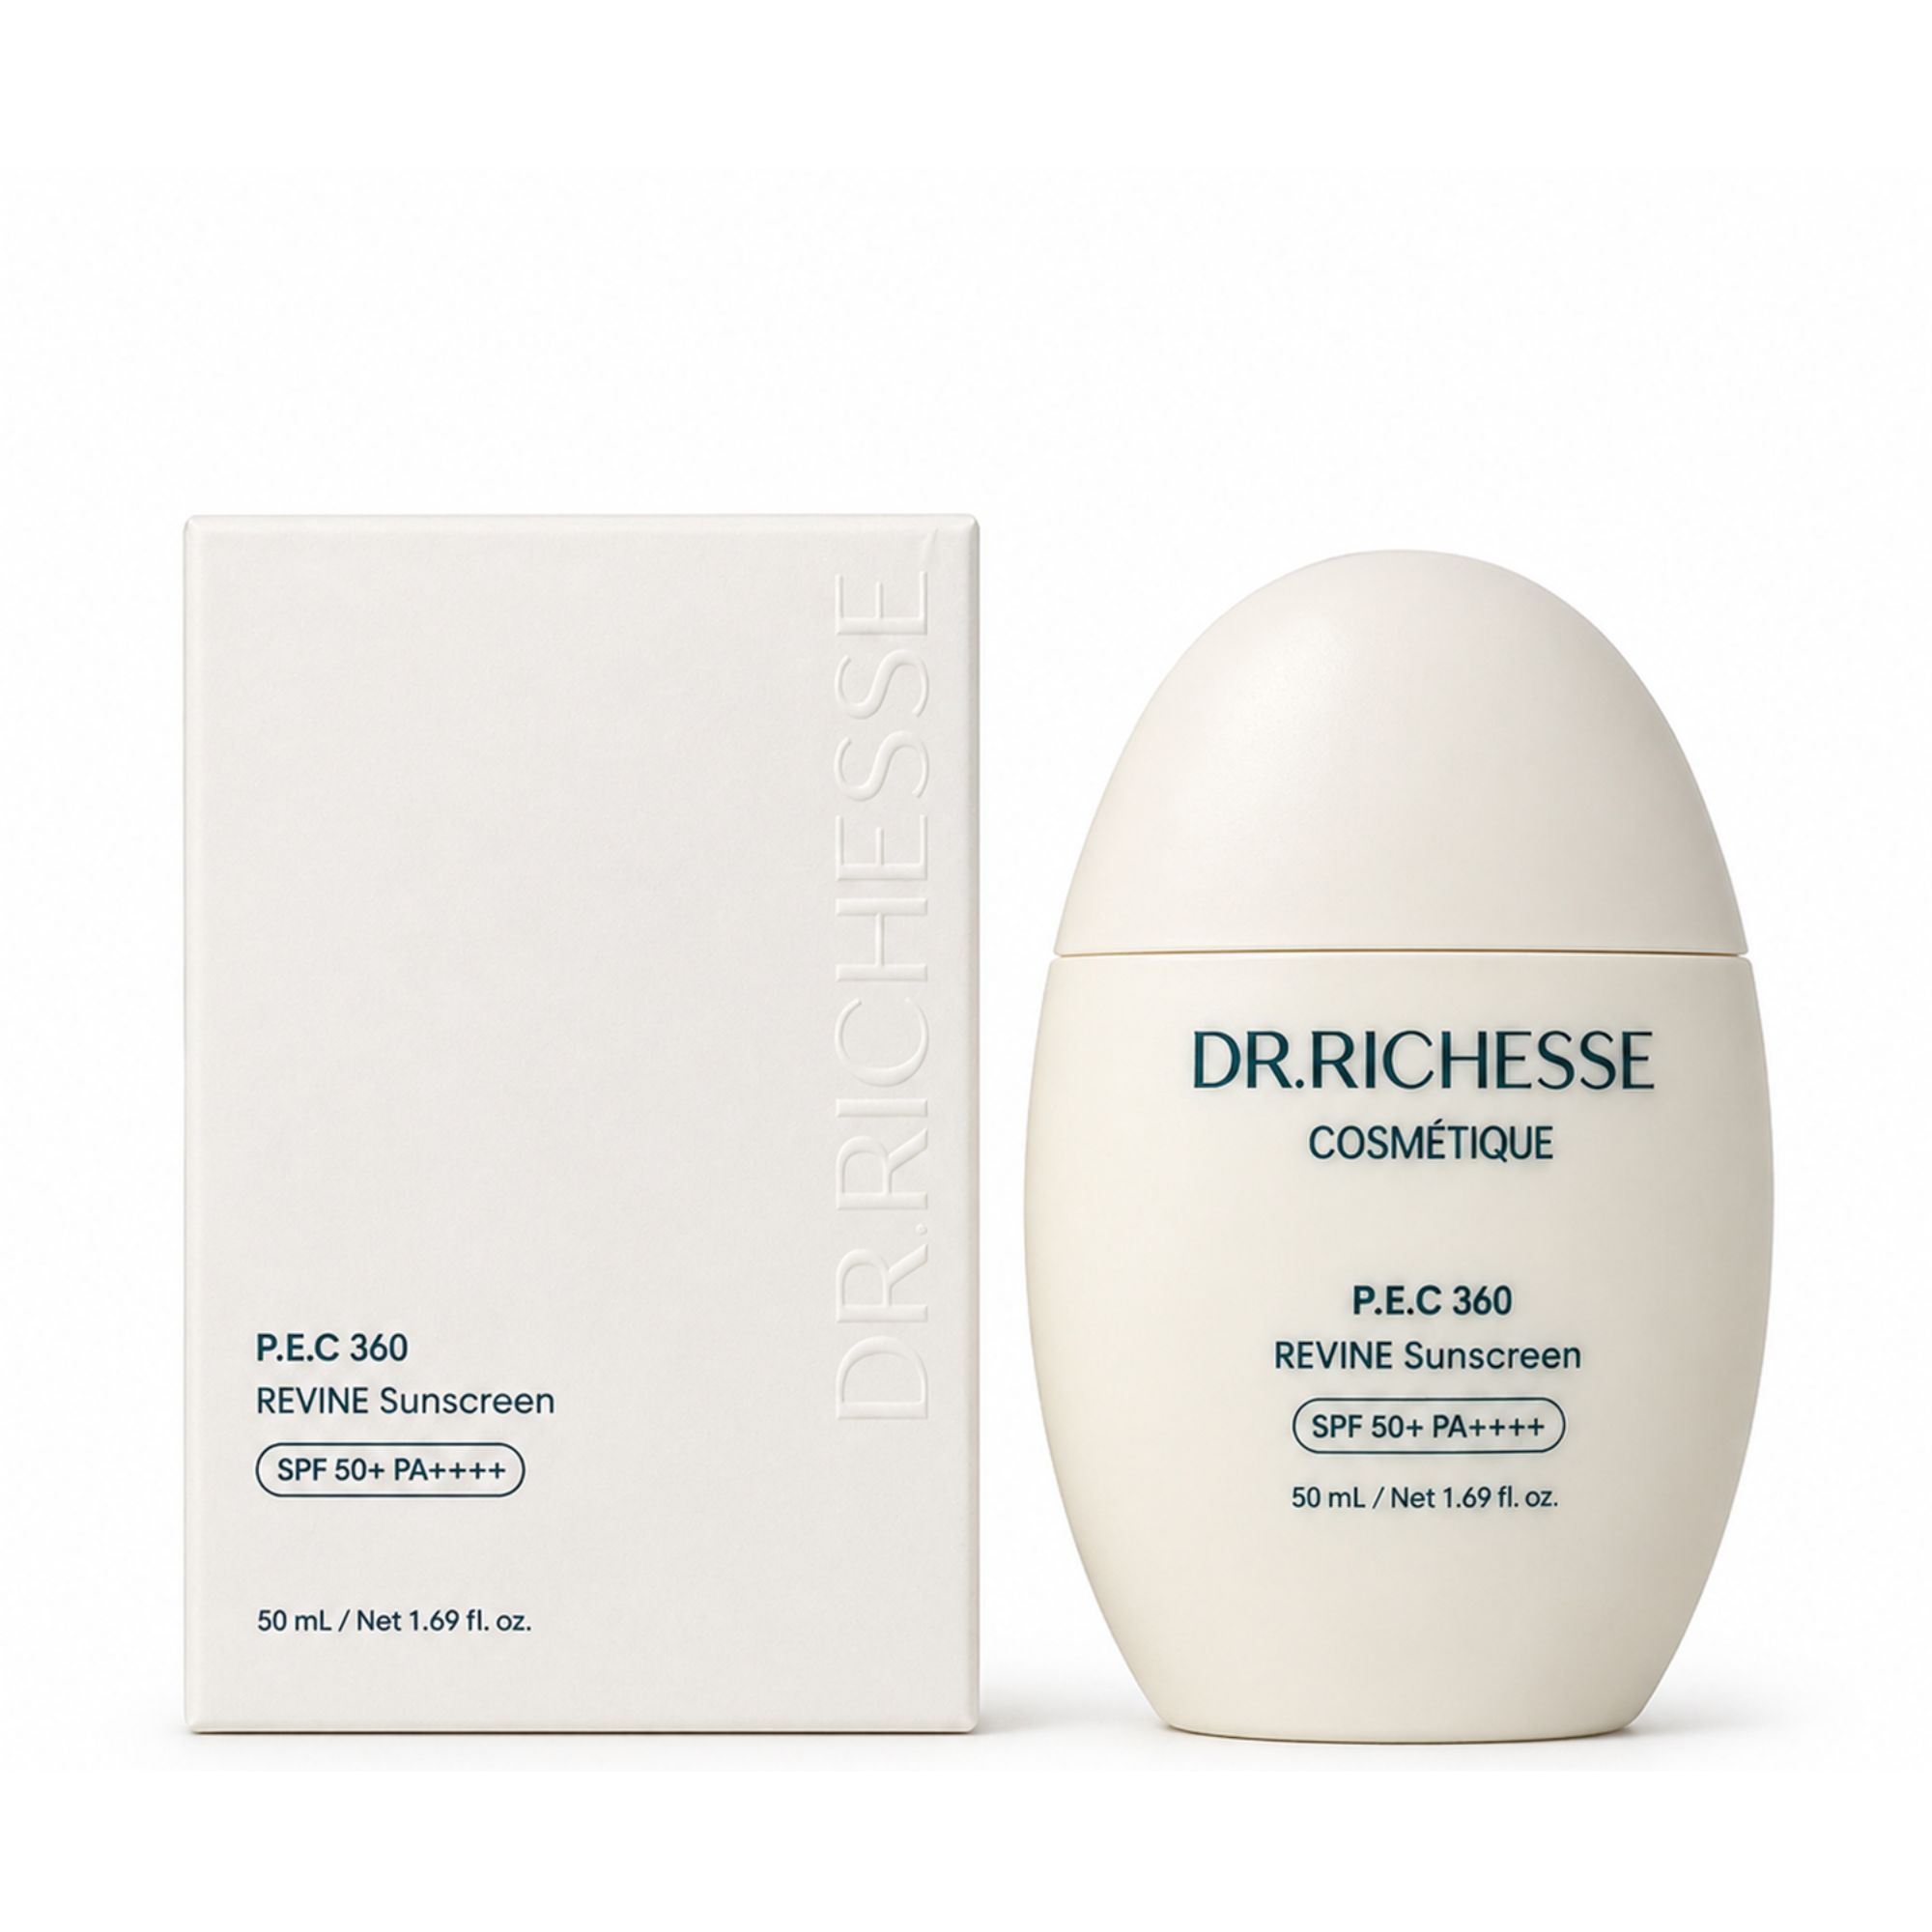 DR.RICHESSE
P.E.C 360
REVINE Sunscreen
SPF 50+ PA++++
50 mL / Net 1.69 fl. oz.
DR.RICHESSE
COSMÉTIQUE
P.E.C 360
REVINE Sunscreen
SPF 50+ PA++++
50 mL / Net 1.69 fl. oz.